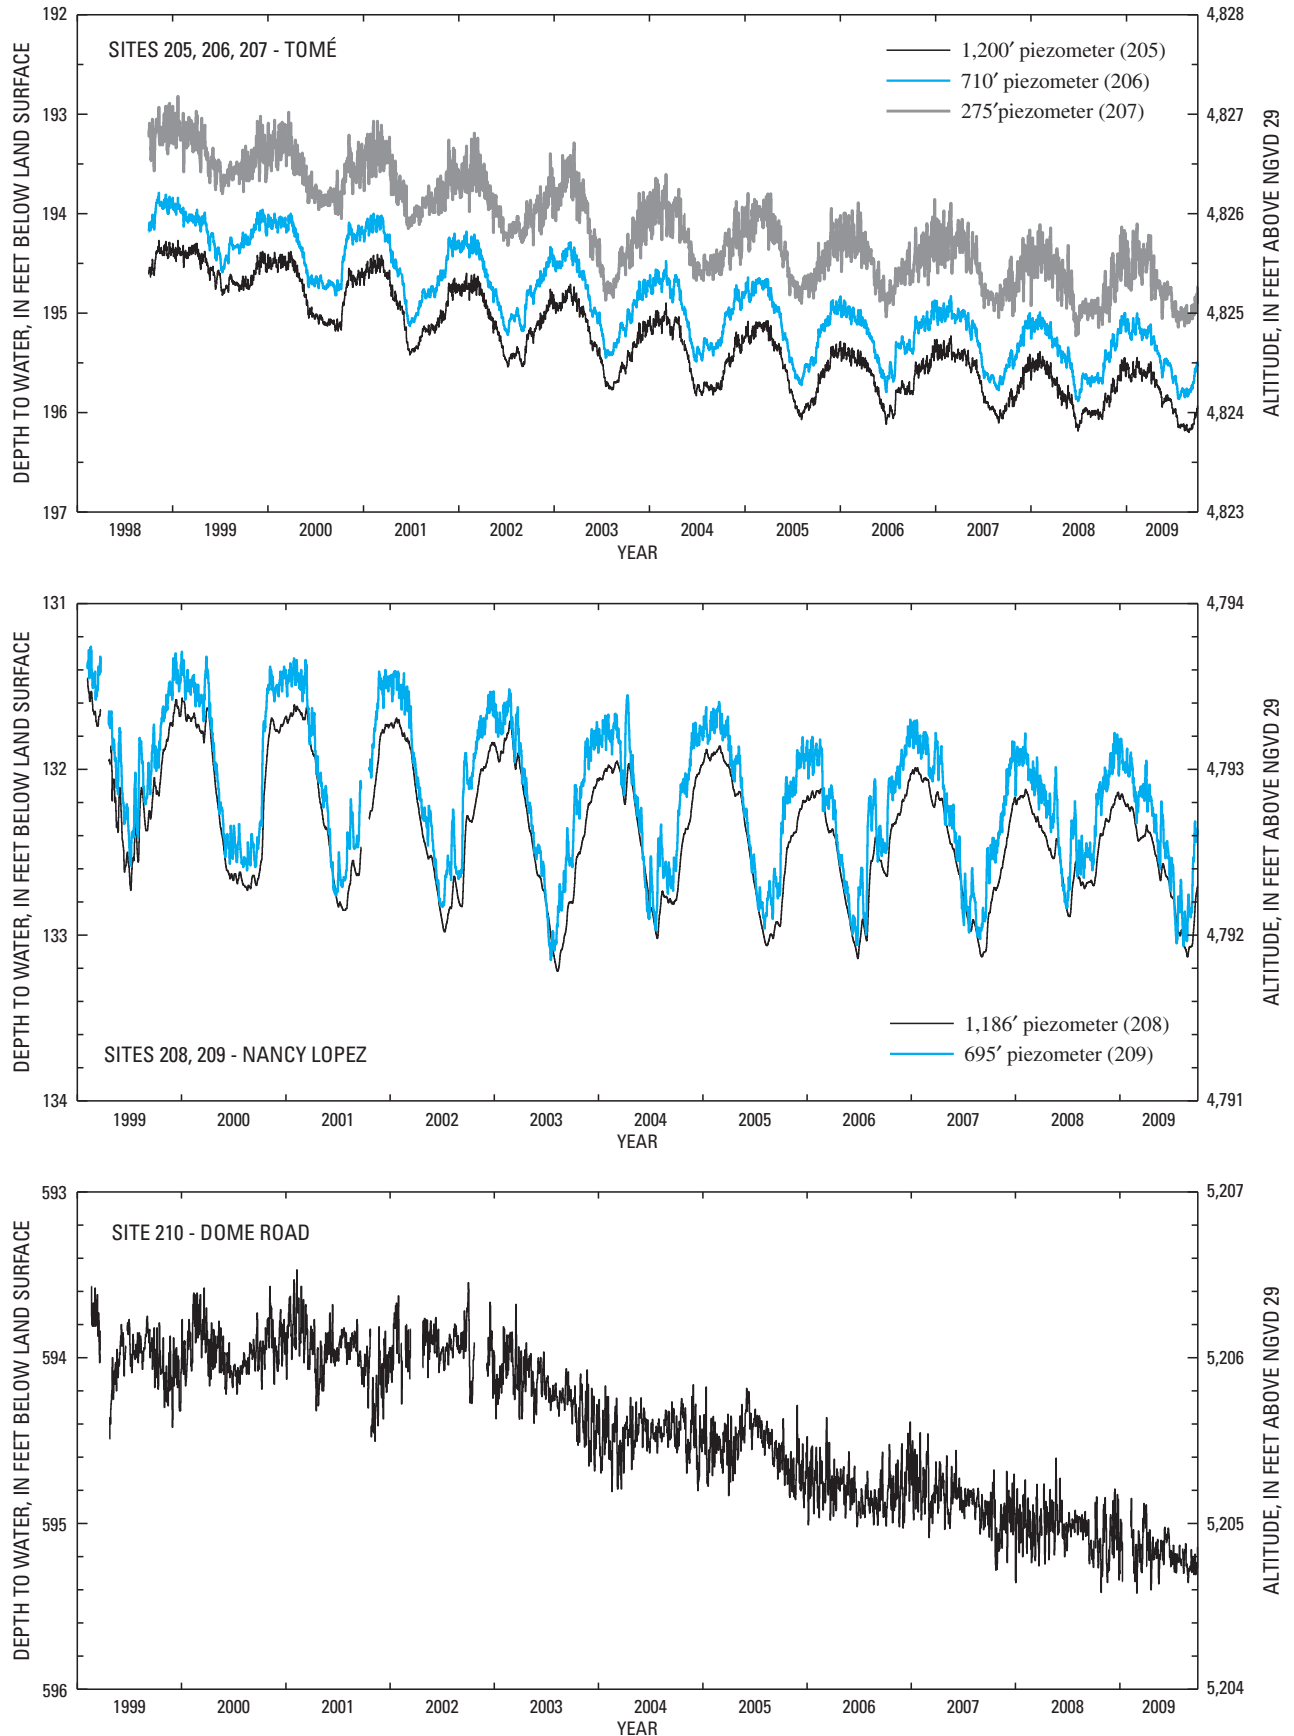 192
193
194
195
196
197
DEPTH TO WATER, IN FEET BELOW LAND SURFACE
SITES 205, 206, 207 - TOMÉ
1,200′ piezometer (205)
710′ piezometer (206)
275′piezometer (207)
4,828
4,827
4,826
4,825
4,824
4,823
ALTITUDE, IN FEET ABOVE NGVD 29
1998 1999 2000 2001 2002 2003 2004 2005 2006 2007 2008 2009
YEAR
131
132
133
134
DEPTH TO WATER, IN FEET BELOW LAND SURFACE
1,186′ piezometer (208)
695′ piezometer (209)
SITES 208, 209 - NANCY LOPEZ
4,794
4,793
4,792
4,791
ALTITUDE, IN FEET ABOVE NGVD 29
1999 2000 2001 2002 2003 2004 2005 2006 2007 2008 2009
YEAR
593
594
595
596
DEPTH TO WATER, IN FEET BELOW LAND SURFACE
SITE 210 - DOME ROAD
5,207
5,206
5,205
5,204
ALTITUDE, IN FEET ABOVE NGVD 29
1999 2000 2001 2002 2003 2004 2005 2006 2007 2008 2009
YEAR